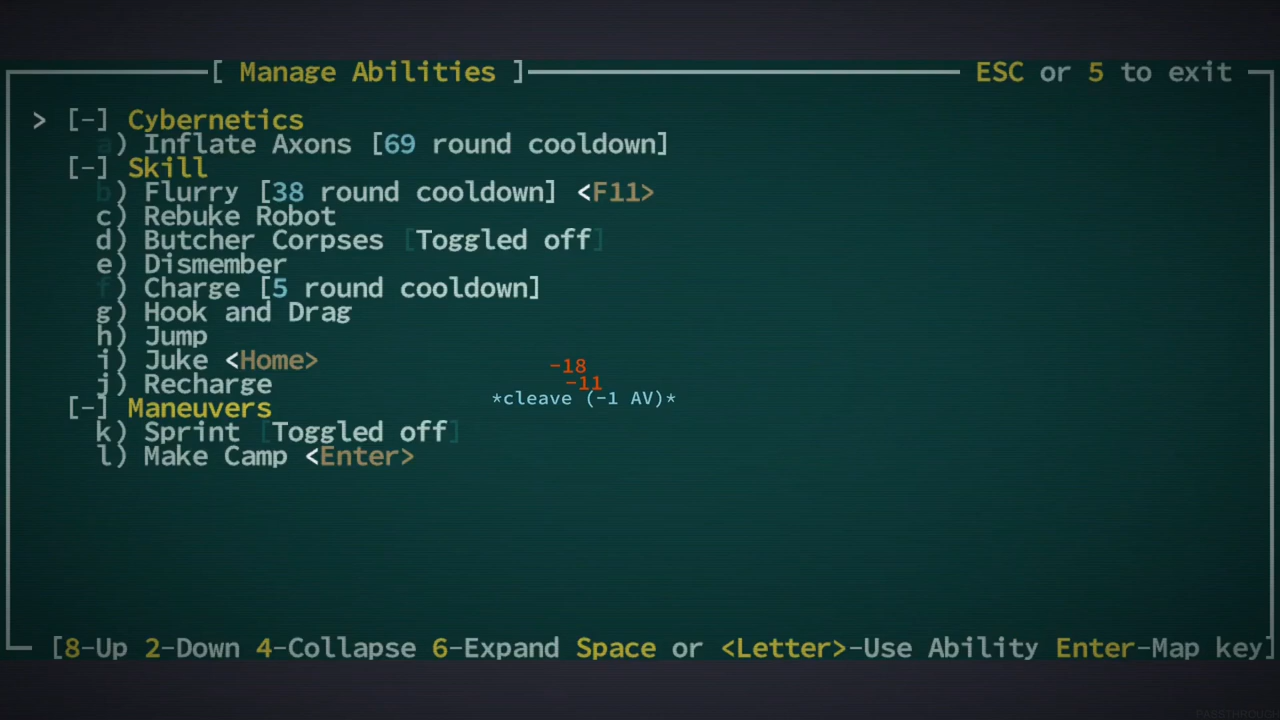 [ Manage Abilities ] ESC or 5 to exit
> [-] Cybernetics
a) Inflate Axons [69 round cooldown]
[-] Skill
b) Flurry [38 round cooldown] <F11>
c) Rebuke Robot
d) Butcher Corpses [Toggled off]
e) Dismember
f) Charge [5 round cooldown]
g) Hook and Drag
h) Jump
i) Juke <Home>
-18
j) Recharge
-11
*cleave (-1 AV)*
[-] Maneuvers
k) Sprint [Toggled off]
l) Make Camp <Enter>
[8-Up 2-Down 4-Collapse 6-Expand Space or <Letter>-Use Ability Enter-Map key]